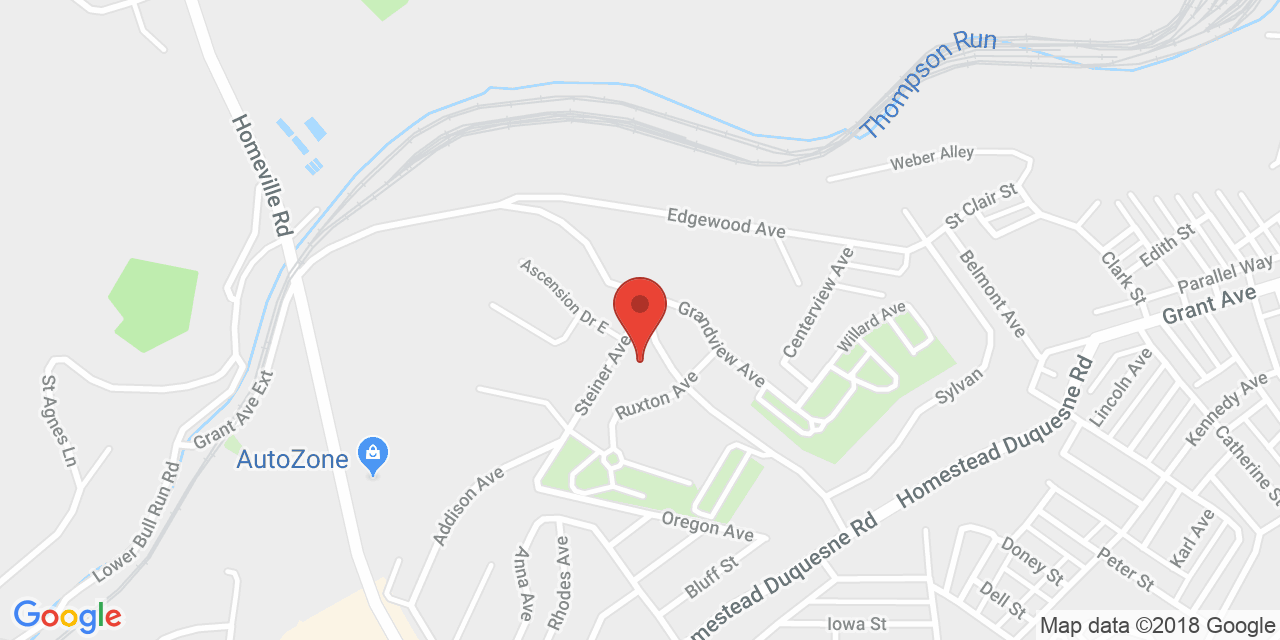 Thompson Run
Homeville Rd
Weber Alley
St Clair St
Edgewood Ave
Edith St
Belmont Ave
Clark St
Parallel Way
Grant Ave
Ascension Dr E
Centerview Ave
Grandview Ave
Willard Ave
Steiner Ave
Ruxton Ave
Sylvan
Lincoln Ave
Kennedy Ave
Catherine St
St Agnes Ln
Grant Ave Ext
AutoZone
Homestead Duquesne Rd
Addison Ave
Lower Bull Run Rd
Oregon Ave
Homestead Duquesne Rd
mestead Duquesne Rd
Anna Ave
Rhodes Ave
Bluff St
Doney St
Peter St
Karl Ave
Dell St
Iowa St
Google
Map data ©2018 Google